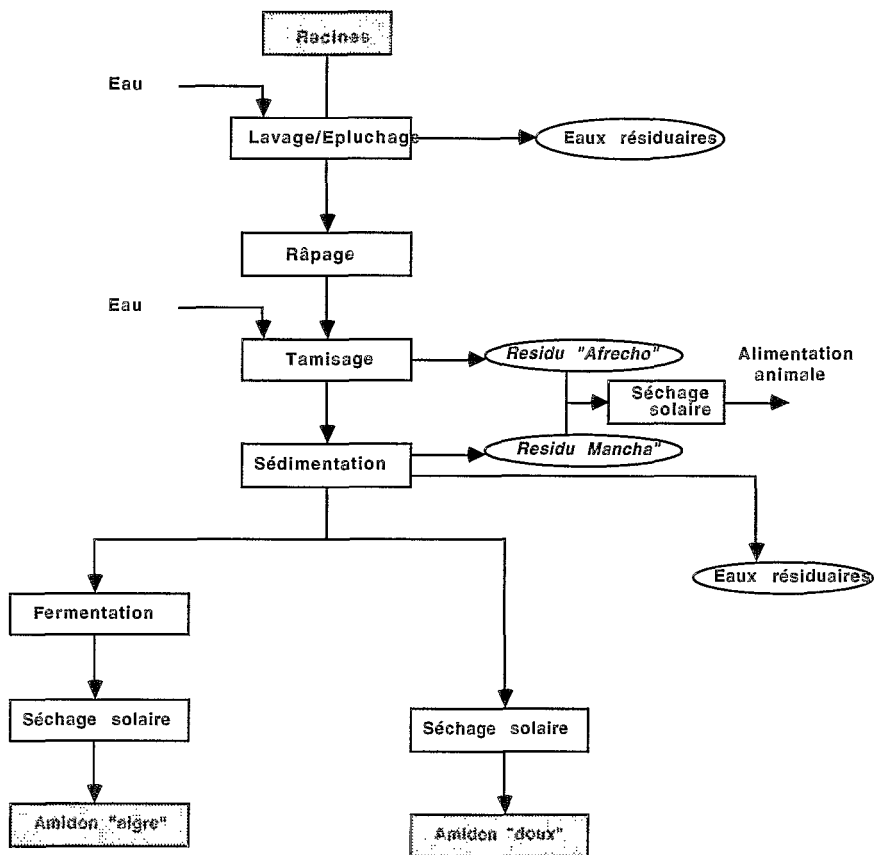 Racines
Eau
Lavage/Epluchage
Eaux résiduaires
Râpage
Eau
Tamisage
Residu "Afrecho"
Alimentation
animale
Séchage
solaire
Residu Mancha"
Sédimentation
Eaux résiduaires
Fermentation
Séchage solaire
Séchage solaire
Amidon "aigre"
Amidon "doux"